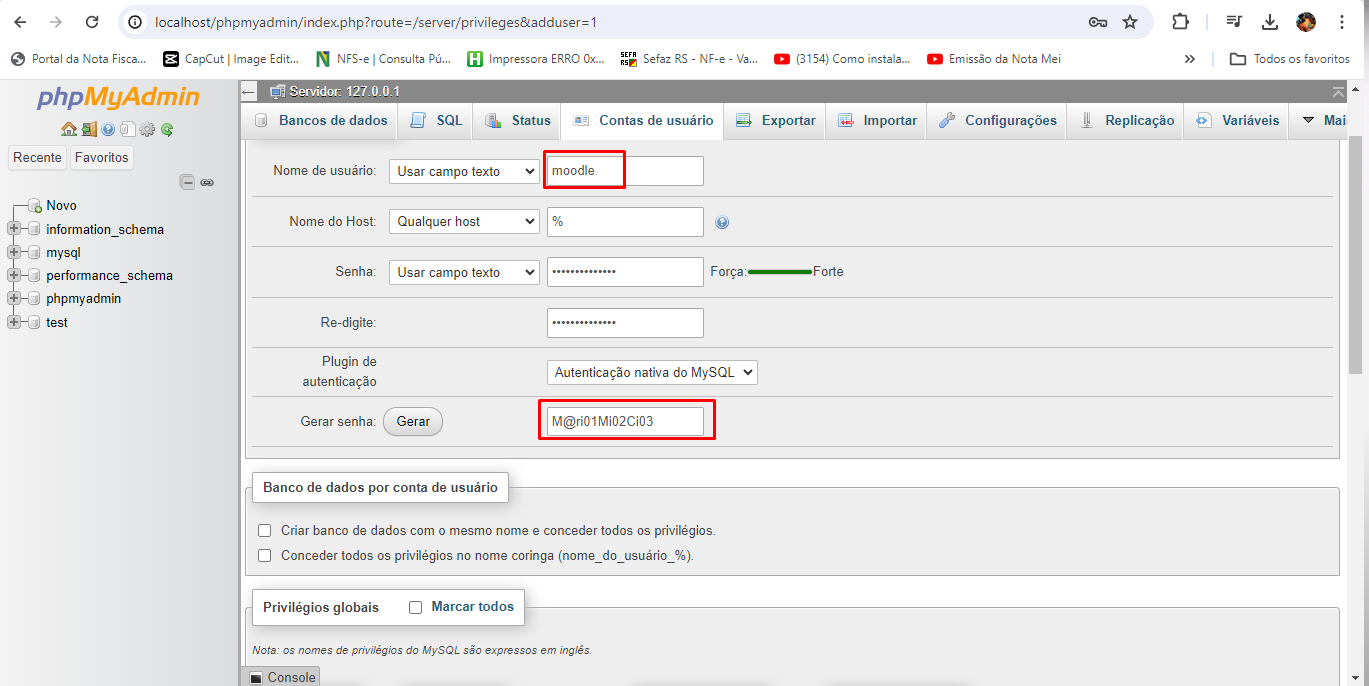 localhost/phpmyadmin/index.php?route=/server/privileges&adduser=1
Portal da Nota Fisca... CapCut | Image Edit... NFS-e | Consulta Pú... Impressora ERRO 0x... SEFA RS Sefaz RS - NF-e - Va... (3154) Como instala... Emissão da Nota Mei » Todos os favoritos
phpMyAdmin
Recente Favoritos
Novo
information_schema
mysql
performance_schema
phpmyadmin
test
Servidor: 127.0.0.1
Bancos de dados SQL Status Contas de usuário Exportar Importar Configurações Replicação Variáveis Mais
Nome de usuário: Usar campo texto moodle
Nome do Host: Qualquer host %
Senha: Usar campo texto •••••••••••••• Força: Forte
Re-digite: ••••••••••••••
Plugin de
autenticação Autenticação nativa do MySQL
Gerar senha: Gerar M@ri01Mi02Ci03
Banco de dados por conta de usuário
Criar banco de dados com o mesmo nome e conceder todos os privilégios.
Conceder todos os privilégios no nome coringa (nome_do_usuário_%).
Privilégios globais Marcar todos
Nota: os nomes de privilégios do MySQL são expressos em inglês.
Console